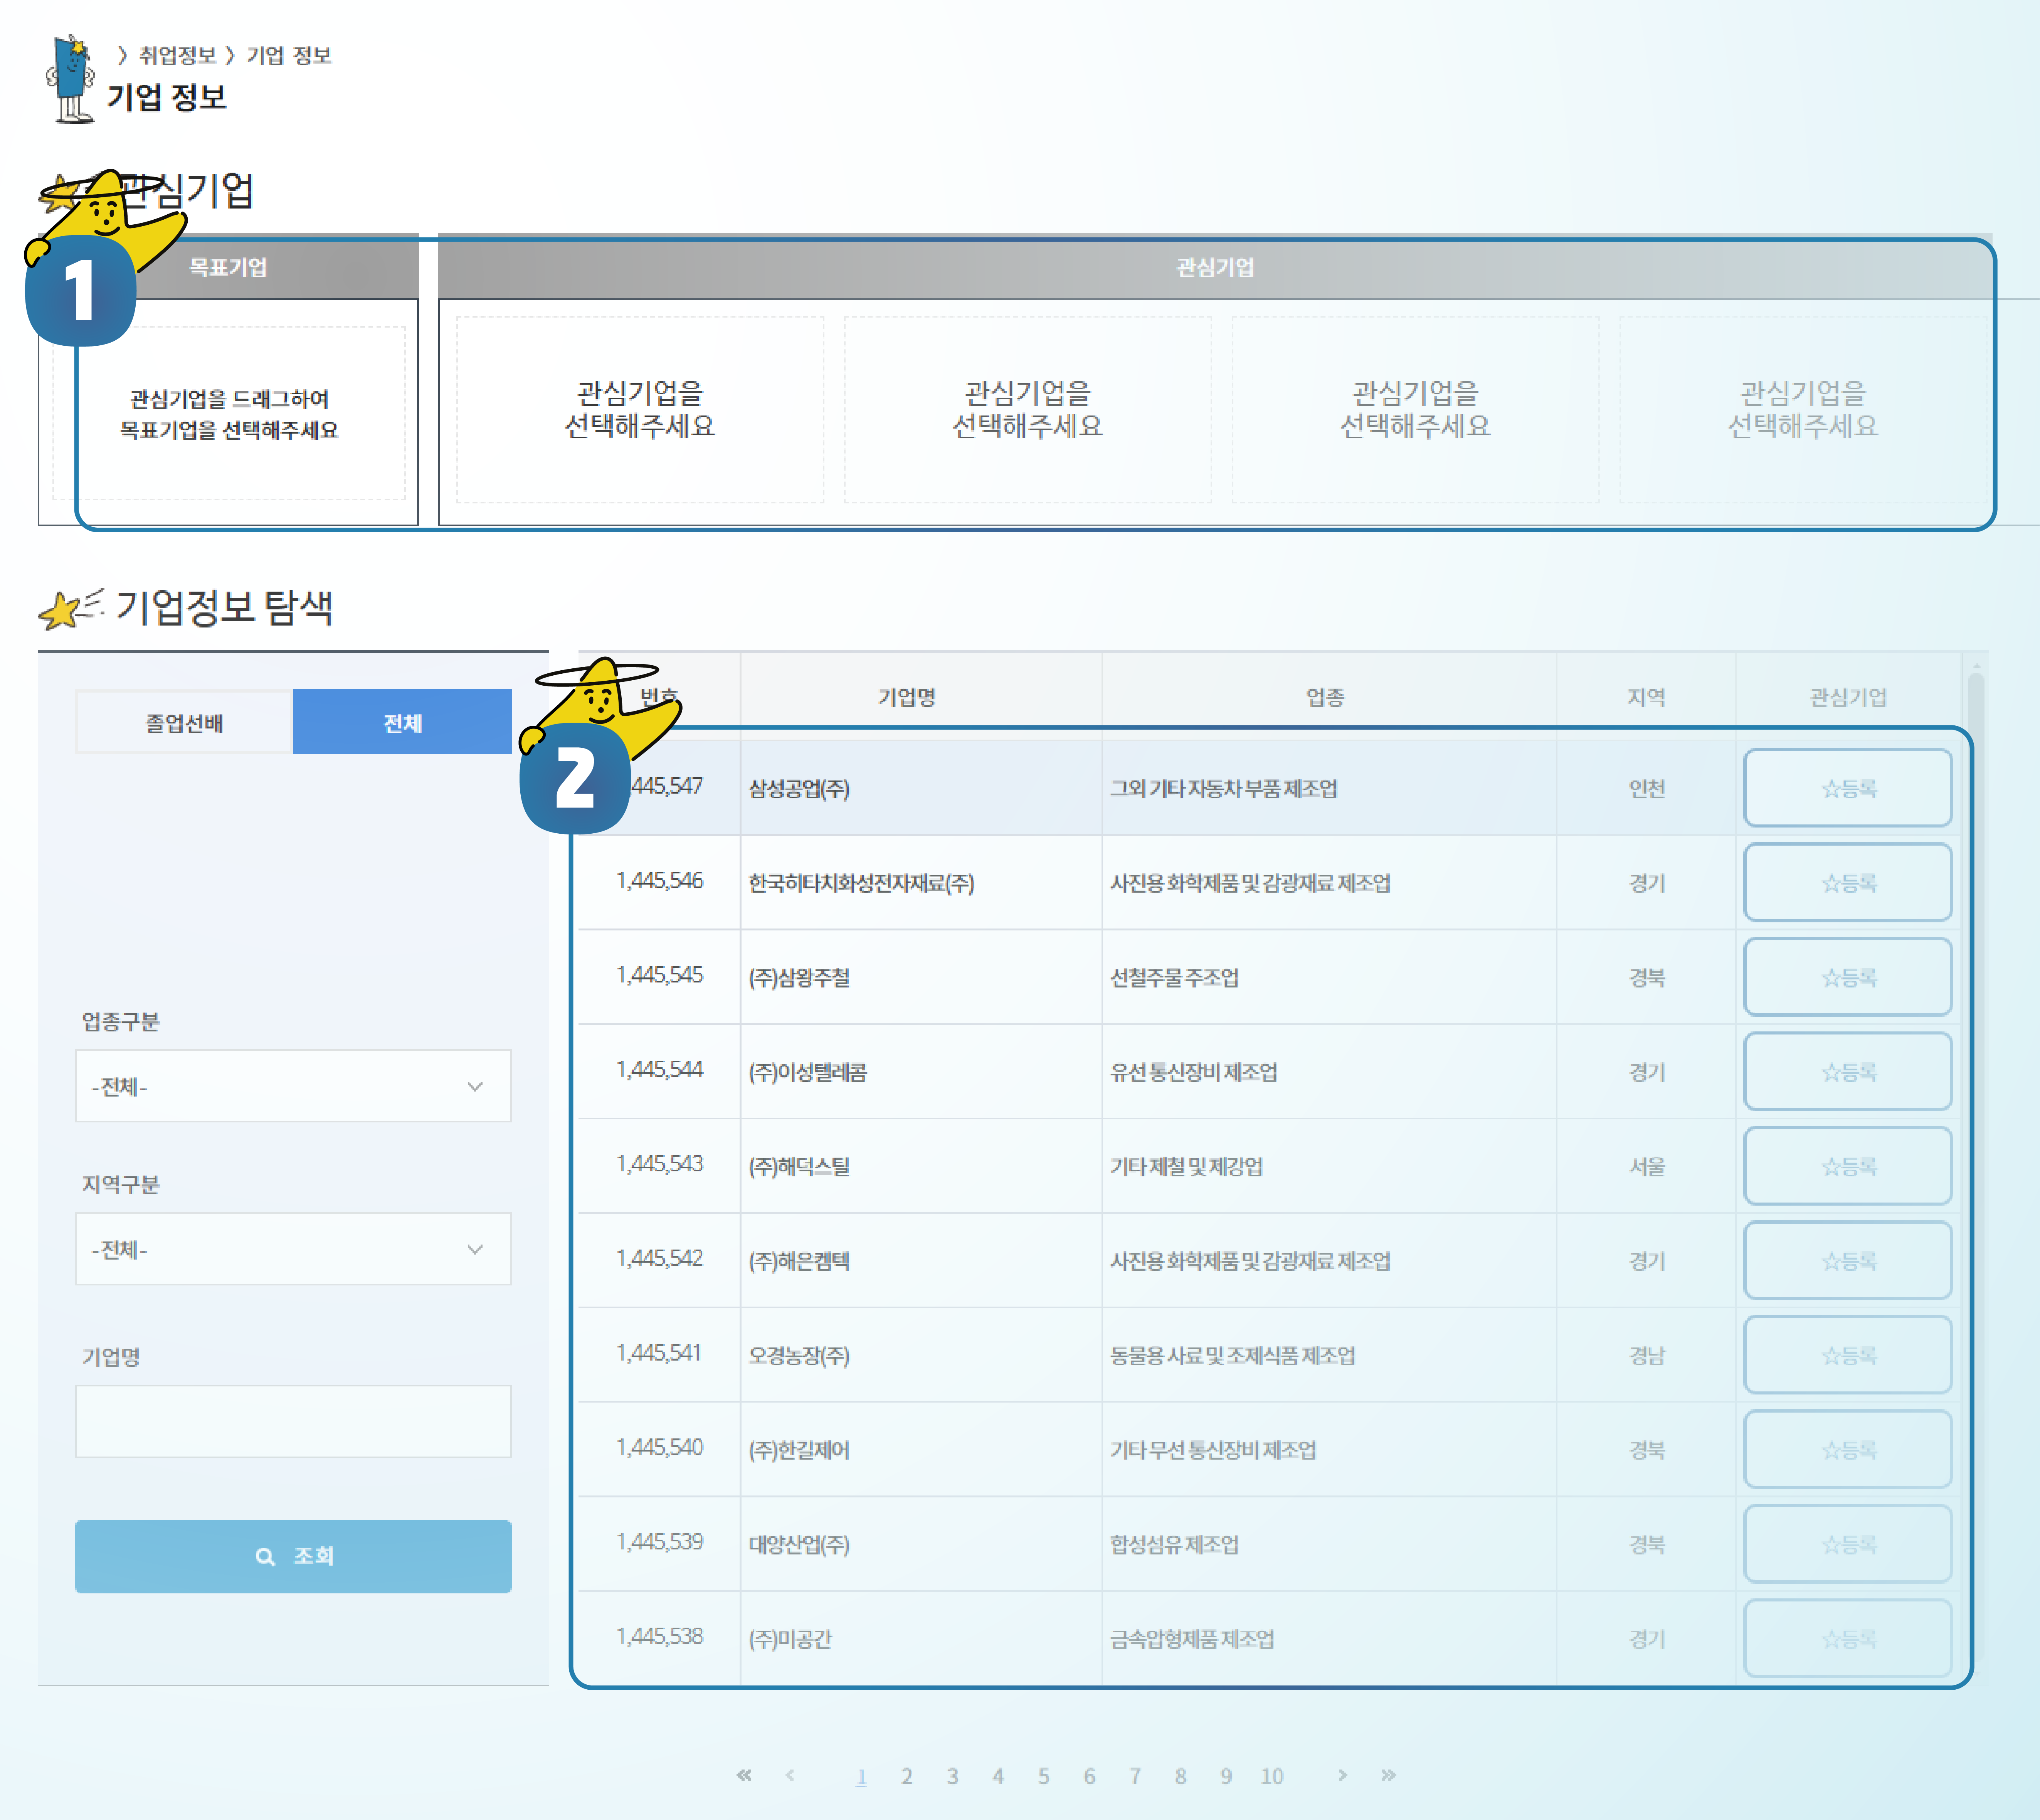 〉 취업정보 〉 기업 정보
기업 정보
관심기업
1
목표기업
관심기업
관심기업을 드래그하여
목표기업을 선택해주세요
관심기업을
선택해주세요
관심기업을
선택해주세요
관심기업을
선택해주세요
관심기업을
선택해주세요
기업정보 탐색
졸업선배 전체
업종구분
-전체-
지역구분
-전체-
기업명
조회
2
번호 기업명 업종 지역 관심기업
445,547 삼성공업(주) 그외 기타 자동차 부품 제조업 인천 ☆등록
1,445,546 한국히타치화성전자재료(주) 사진용 화학제품 및 감광재료 제조업 경기 ☆등록
1,445,545 (주)삼왕주철 선철주물 주조업 경북 ☆등록
1,445,544 (주)이성텔레콤 유선 통신장비 제조업 경기 ☆등록
1,445,543 (주)해덕스틸 기타 제철 및 제강업 서울 ☆등록
1,445,542 (주)해은켐텍 사진용 화학제품 및 감광재료 제조업 경기 ☆등록
1,445,541 오경농장(주) 동물용 사료 및 조제식품 제조업 경남 ☆등록
1,445,540 (주)한길제어 기타 무선 통신장비 제조업 경북 ☆등록
1,445,539 대양산업(주) 합성섬유 제조업 경북 ☆등록
1,445,538 (주)미공간 금속압형제품 제조업 경기 ☆등록
« ‹ 1 2 3 4 5 6 7 8 9 10 › »